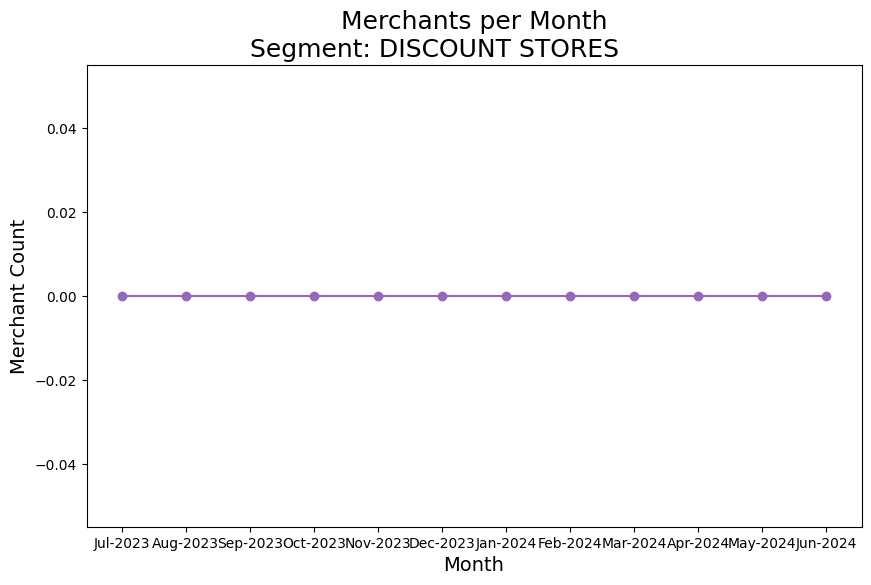 Merchants per Month
Segment: DISCOUNT STORES
Merchant Count
0.04
0.02
0.00
−0.02
−0.04
Jul-2023 Aug-2023 Sep-2023 Oct-2023 Nov-2023 Dec-2023 Jan-2024 Feb-2024 Mar-2024 Apr-2024 May-2024 Jun-2024
Month